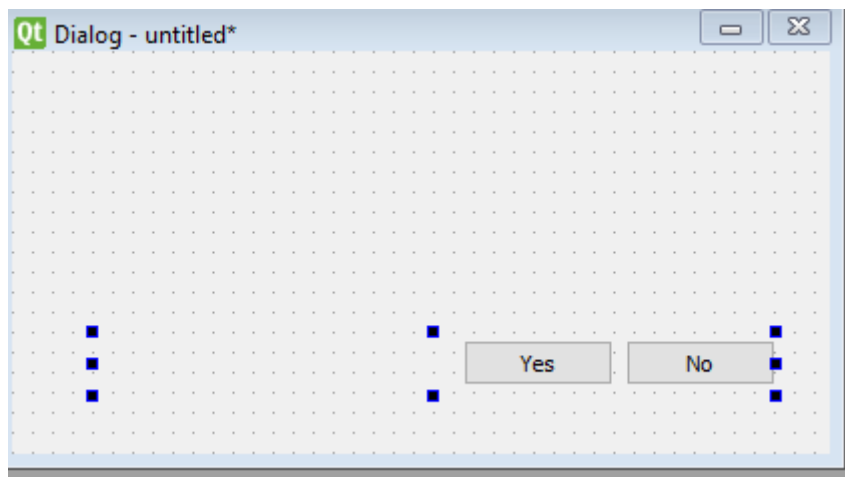 Qt Dialog - untitled*
Yes No